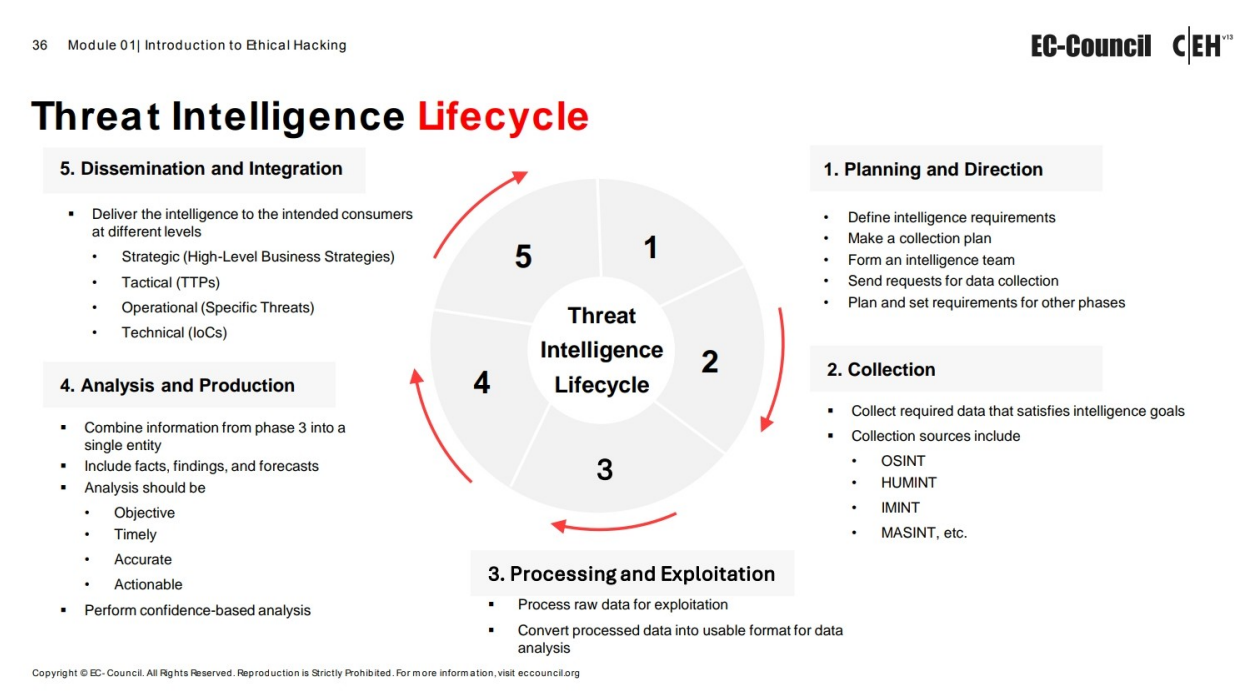 36 Module 01| Introduction to Ethical Hacking
EC-Council C|EH v13
Threat Intelligence Lifecycle
5. Dissemination and Integration
▪ Deliver the intelligence to the intended consumers
at different levels
• Strategic (High-Level Business Strategies)
• Tactical (TTPs)
• Operational (Specific Threats)
• Technical (IoCs)
4. Analysis and Production
▪ Combine information from phase 3 into a
single entity
▪ Include facts, findings, and forecasts
▪ Analysis should be
• Objective
• Timely
• Accurate
• Actionable
▪ Perform confidence-based analysis
5
1
4
2
3
Threat
Intelligence
Lifecycle
1. Planning and Direction
• Define intelligence requirements
• Make a collection plan
• Form an intelligence team
• Send requests for data collection
• Plan and set requirements for other phases
2. Collection
▪ Collect required data that satisfies intelligence goals
▪ Collection sources include
• OSINT
• HUMINT
• IMINT
• MASINT, etc.
3. Processing and Exploitation
▪ Process raw data for exploitation
▪ Convert processed data into usable format for data
analysis
Copyright © EC- Council. All Rights Reserved. Reproduction is Strictly Prohibited. For more information, visit eccouncil.org